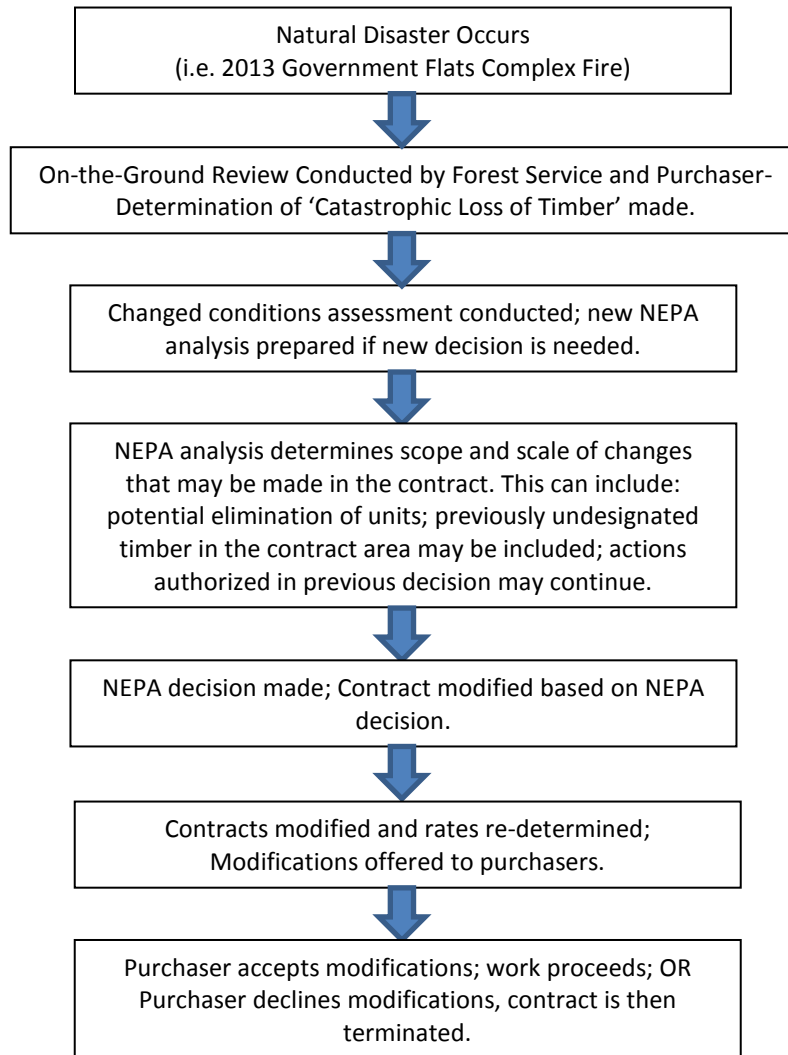 Natural Disaster Occurs
(i.e. 2013 Government Flats Complex Fire)
On-the-Ground Review Conducted by Forest Service and Purchaser-
Determination of ‘Catastrophic Loss of Timber’ made.
Changed conditions assessment conducted; new NEPA
analysis prepared if new decision is needed.
NEPA analysis determines scope and scale of changes
that may be made in the contract. This can include:
potential elimination of units; previously undesignated
timber in the contract area may be included; actions
authorized in previous decision may continue.
NEPA decision made; Contract modified based on NEPA
decision.
Contracts modified and rates re-determined;
Modifications offered to purchasers.
Purchaser accepts modifications; work proceeds; OR
Purchaser declines modifications, contract is then
terminated.